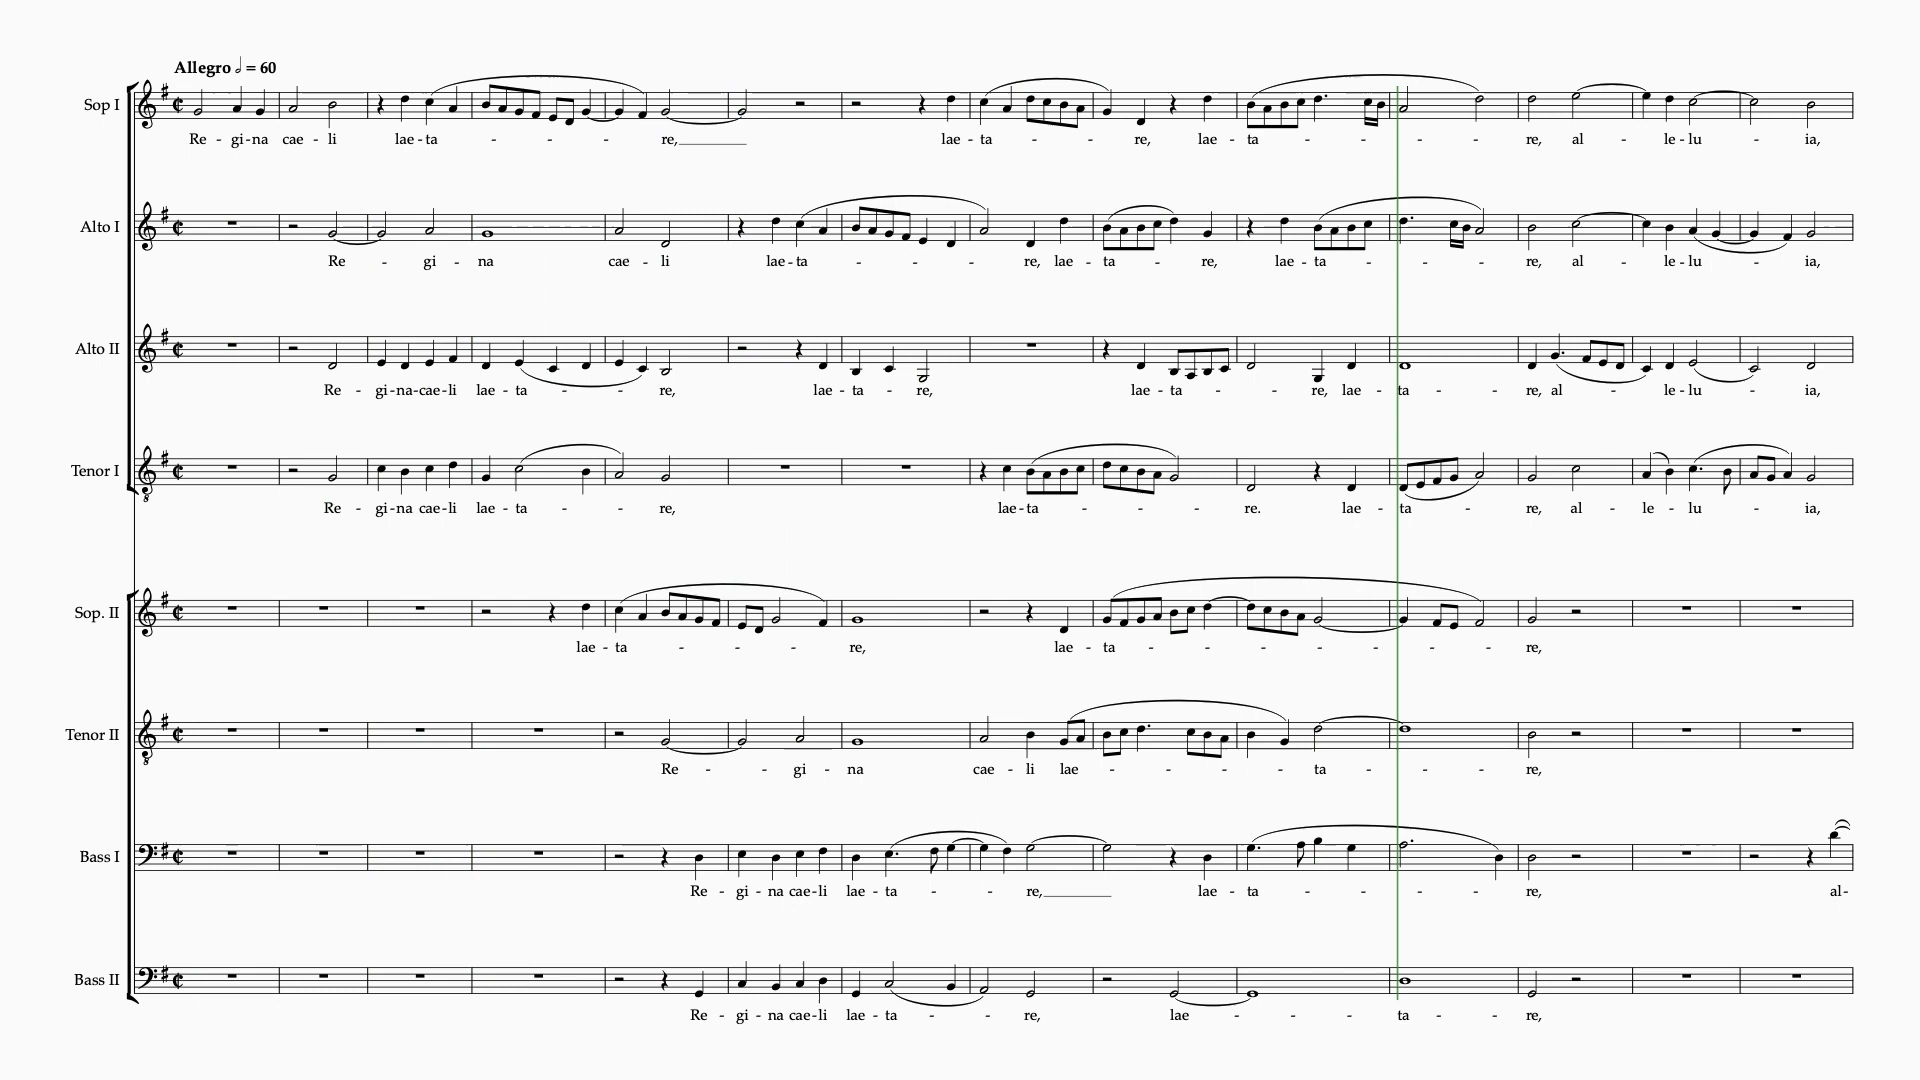 Allegro 𝅗𝅥 = 60
Sop I
Re - gi - na cae - li lae - ta - - - - re, lae - ta - - re, lae - ta - - - - - re, al - le - lu - ia,
Alto I
Re - gi - na cae - li lae - ta - - - - re, lae - ta - re, lae - ta - - - - re, al - le - lu - ia,
Alto II
Re - gi - na - cae - li lae - ta - - re, lae - ta - re, lae - ta - - - re, lae - ta - - re, al - - le - lu - ia,
Tenor I
Re - gi - na cae - li lae - ta - - re, lae - ta - - - - - re. lae - ta - re, al - le - lu - ia,
Sop. II
lae - ta - - - - re, lae - ta - - - - - - - - re,
Tenor II
Re - - gi - na cae - li lae - - - - - ta - - - re,
Bass I
Re - gi - na cae - li lae - ta - - re, lae - ta - - - - re, al -
Bass II
Re - gi - na cae - li lae - ta - - re, lae - - - ta - - re,